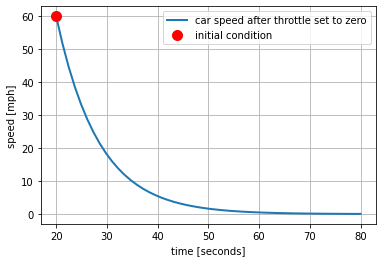 car speed after throttle set to zero
initial condition
60
50
40
30
20
10
0
speed [mph]
20 30 40 50 60 70 80
time [seconds]